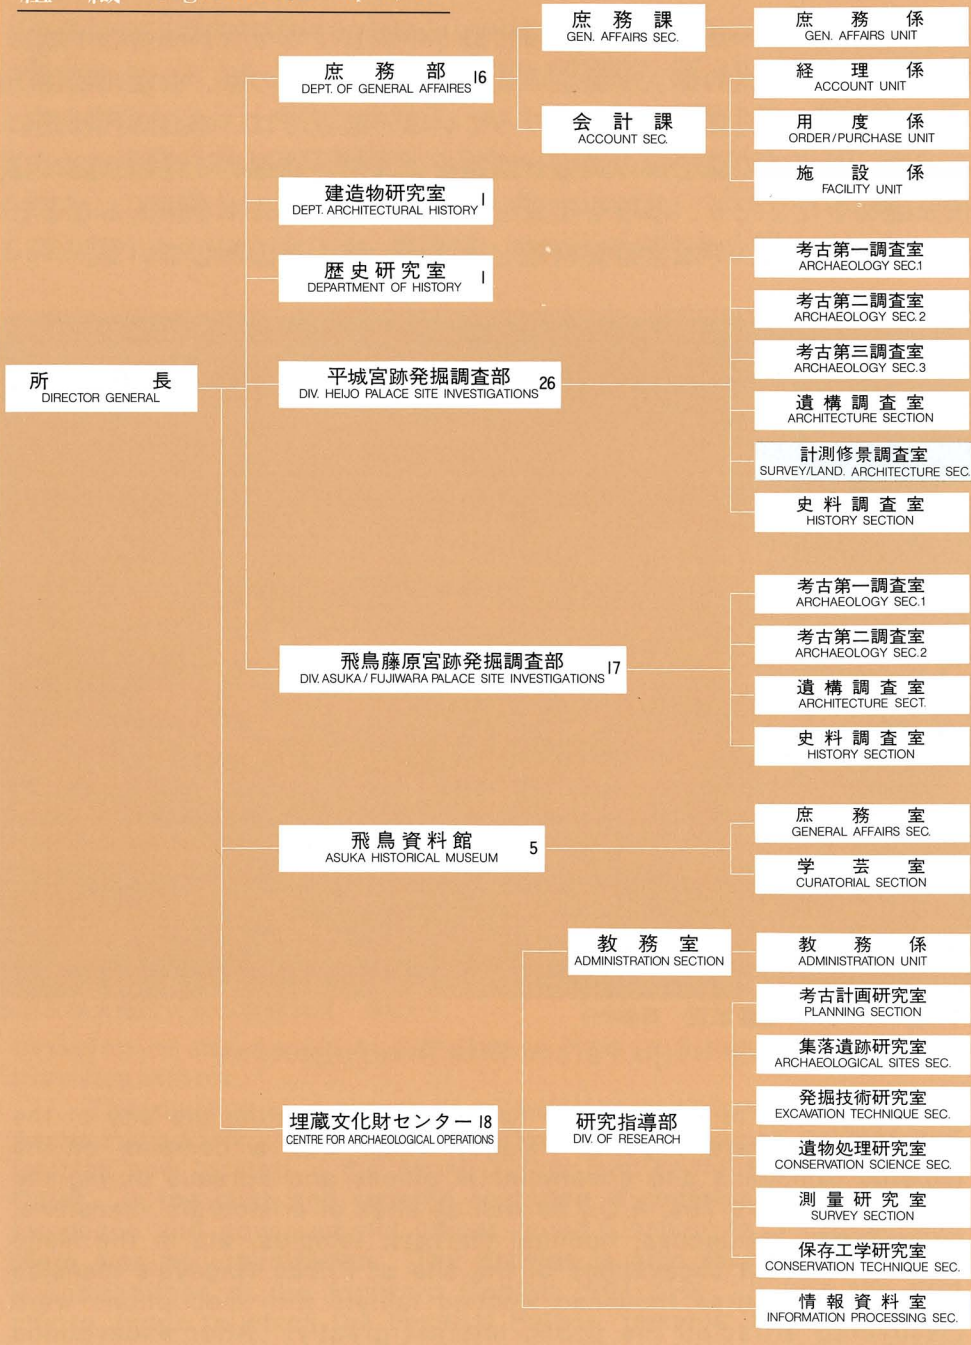 所長
DIRECTOR GENERAL
庶務部 16
DEPT. OF GENERAL AFFAIRES
庶務課
GEN. AFFAIRS SEC.
庶務係
GEN. AFFAIRS UNIT
会計課
ACCOUNT SEC.
経理係
ACCOUNT UNIT
用度係
ORDER/PURCHASE UNIT
施設係
FACILITY UNIT
建造物研究室 1
DEPT. ARCHITECTURAL HISTORY
歴史研究室 1
DEPARTMENT OF HISTORY
平城宮跡発掘調査部 26
DIV. HEIJO PALACE SITE INVESTIGATIONS
考古第一調査室
ARCHAEOLOGY SEC.1
考古第二調査室
ARCHAEOLOGY SEC.2
考古第三調査室
ARCHAEOLOGY SEC.3
遺構調査室
ARCHITECTURE SECTION
計測修景調査室
SURVEY/LAND. ARCHITECTURE SEC.
史料調査室
HISTORY SECTION
飛鳥藤原宮跡発掘調査部 17
DIV. ASUKA / FUJIWARA PALACE SITE INVESTIGATIONS
考古第一調査室
ARCHAEOLOGY SEC.1
考古第二調査室
ARCHAEOLOGY SEC.2
遺構調査室
ARCHITECTURE SECT.
史料調査室
HISTORY SECTION
飛鳥資料館 5
ASUKA HISTORICAL MUSEUM
庶務室
GENERAL AFFAIRS SEC.
学芸室
CURATORIAL SECTION
埋蔵文化財センター 18
CENTRE FOR ARCHAEOLOGICAL OPERATIONS
教務室
ADMINISTRATION SECTION
教務係
ADMINISTRATION UNIT
研究指導部
DIV. OF RESEARCH
考古計画研究室
PLANNING SECTION
集落遺跡研究室
ARCHAEOLOGICAL SITES SEC.
発掘技術研究室
EXCAVATION TECHNIQUE SEC.
遺物処理研究室
CONSERVATION SCIENCE SEC.
測量研究室
SURVEY SECTION
保存工学研究室
CONSERVATION TECHNIQUE SEC.
情報資料室
INFORMATION PROCESSING SEC.